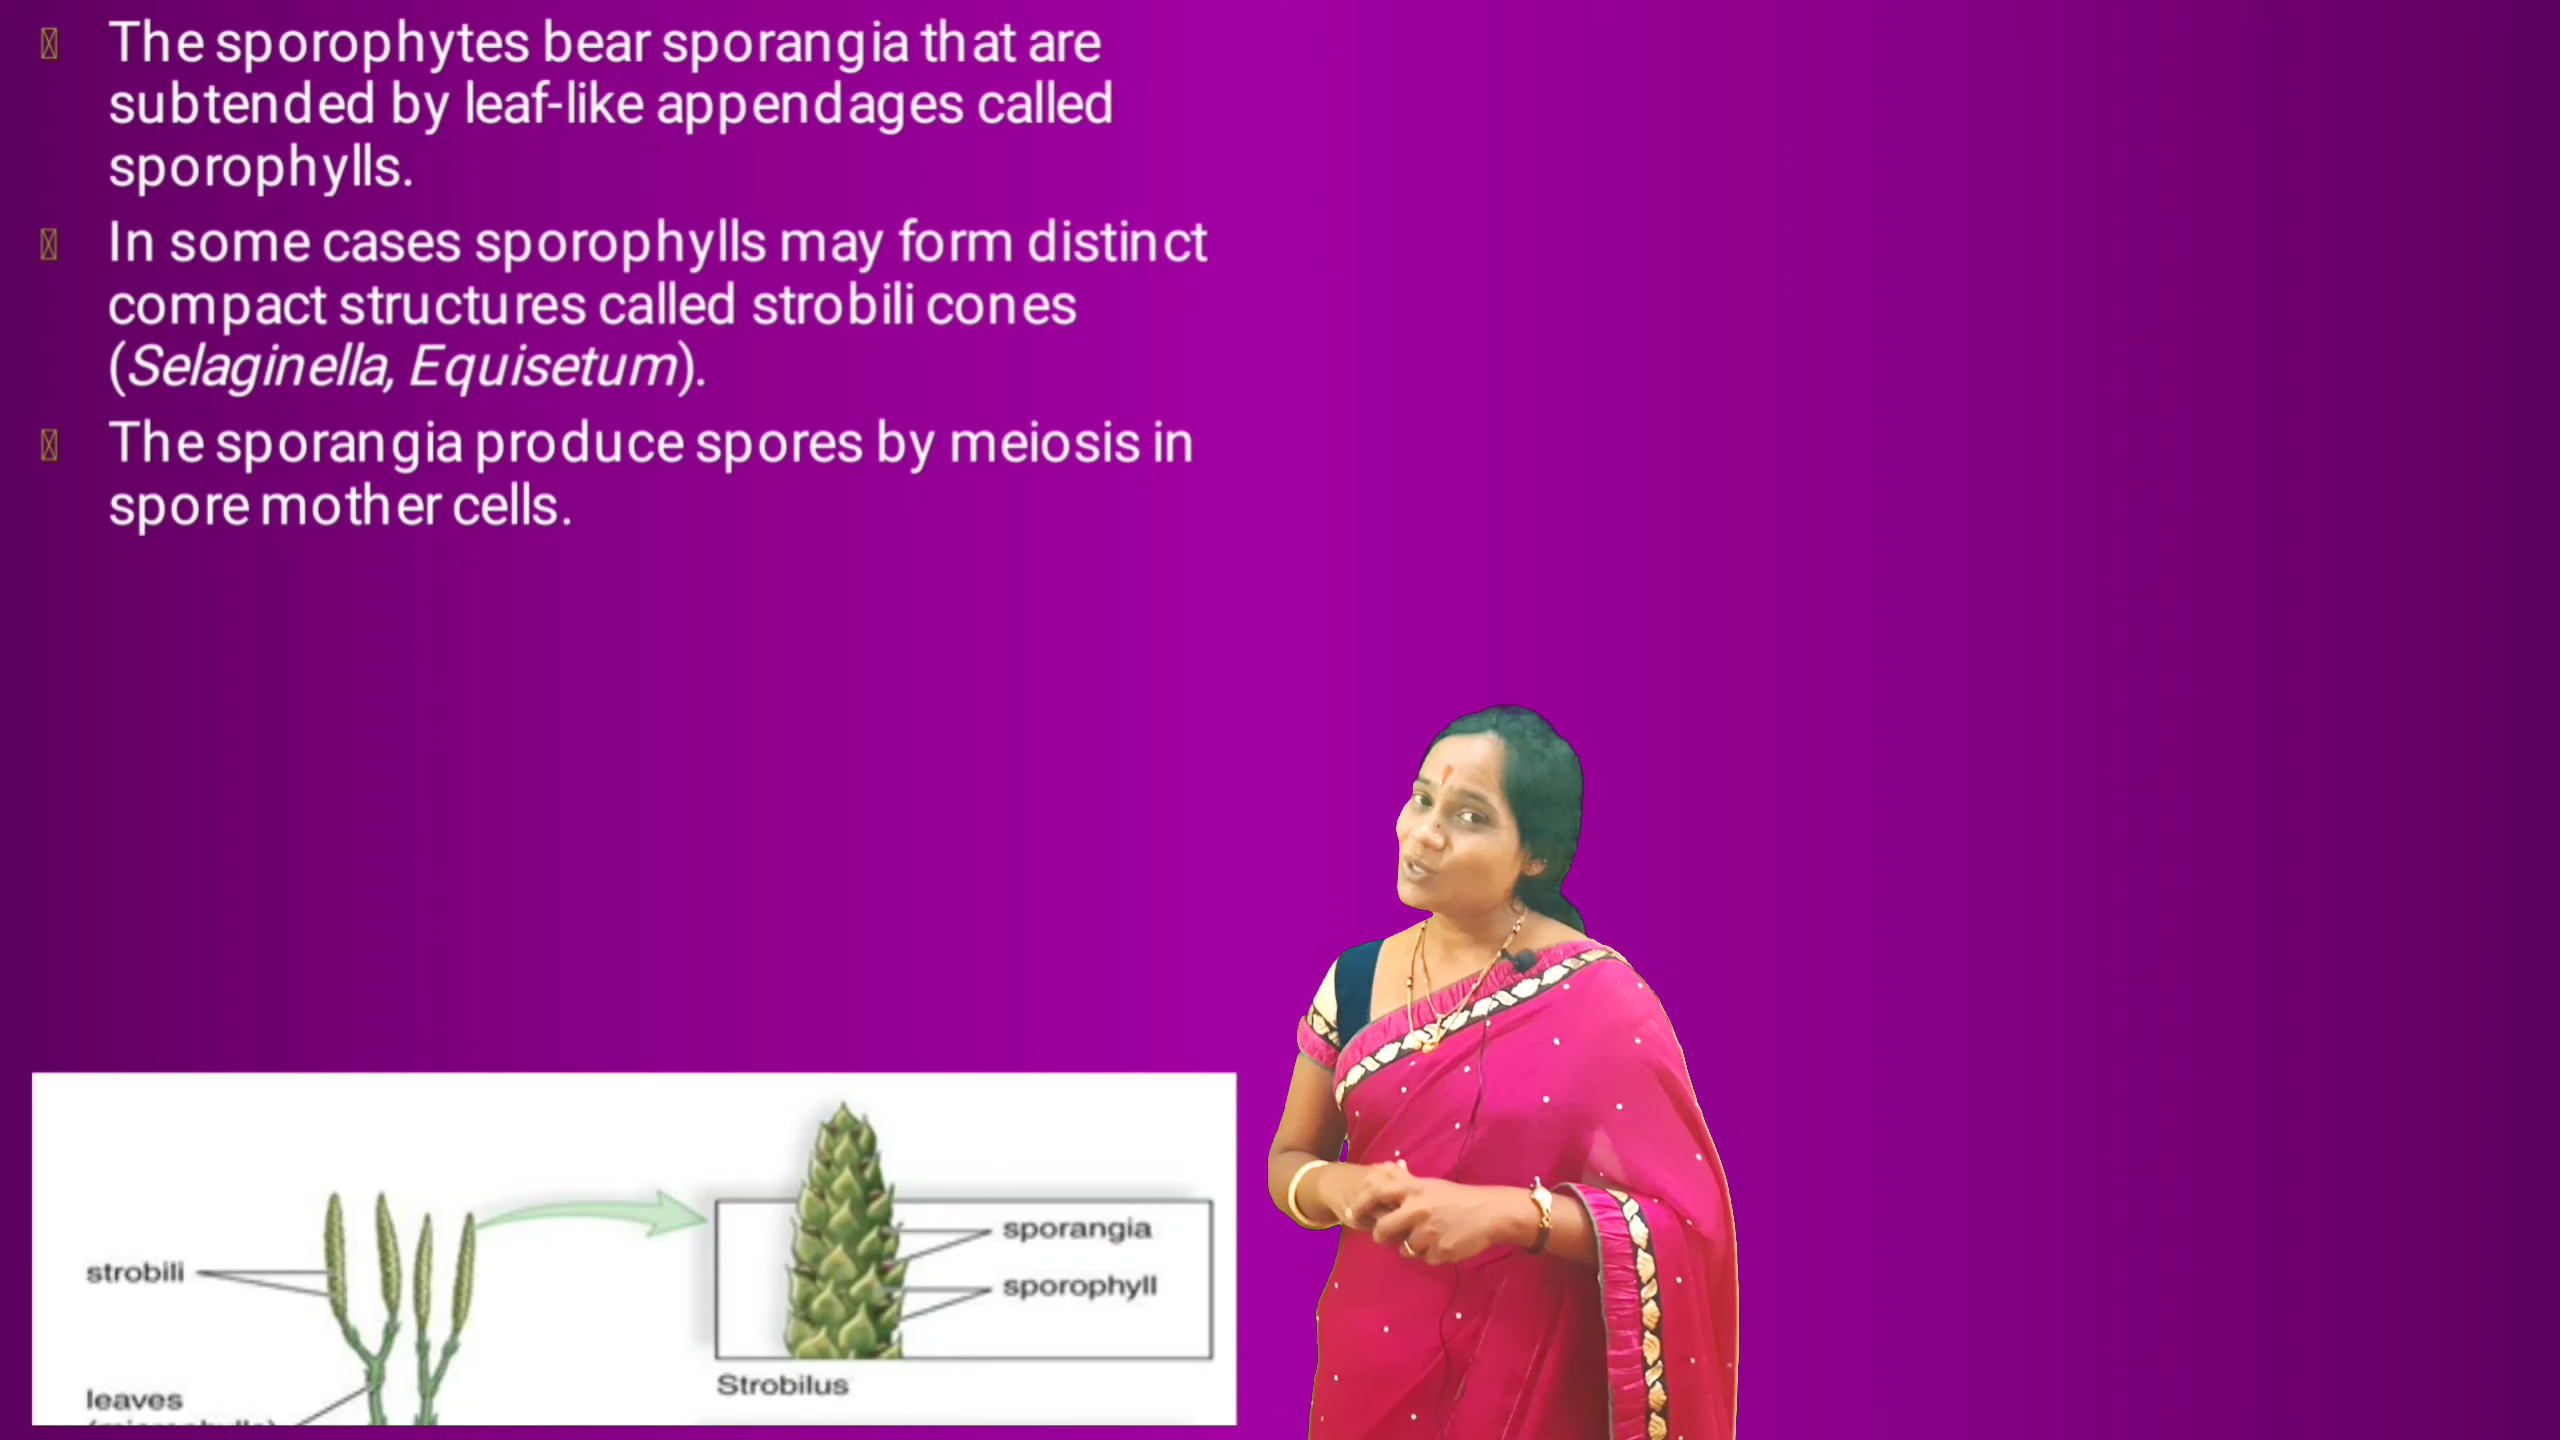 The sporophytes bear sporangia that are
subtended by leaf-like appendages called
sporophylls.
In some cases sporophylls may form distinct
compact structures called strobili cones
(Selaginella, Equisetum).
The sporangia produce spores by meiosis in
spore mother cells.
sporangia
strobili
sporophyll
Strobilus
leaves